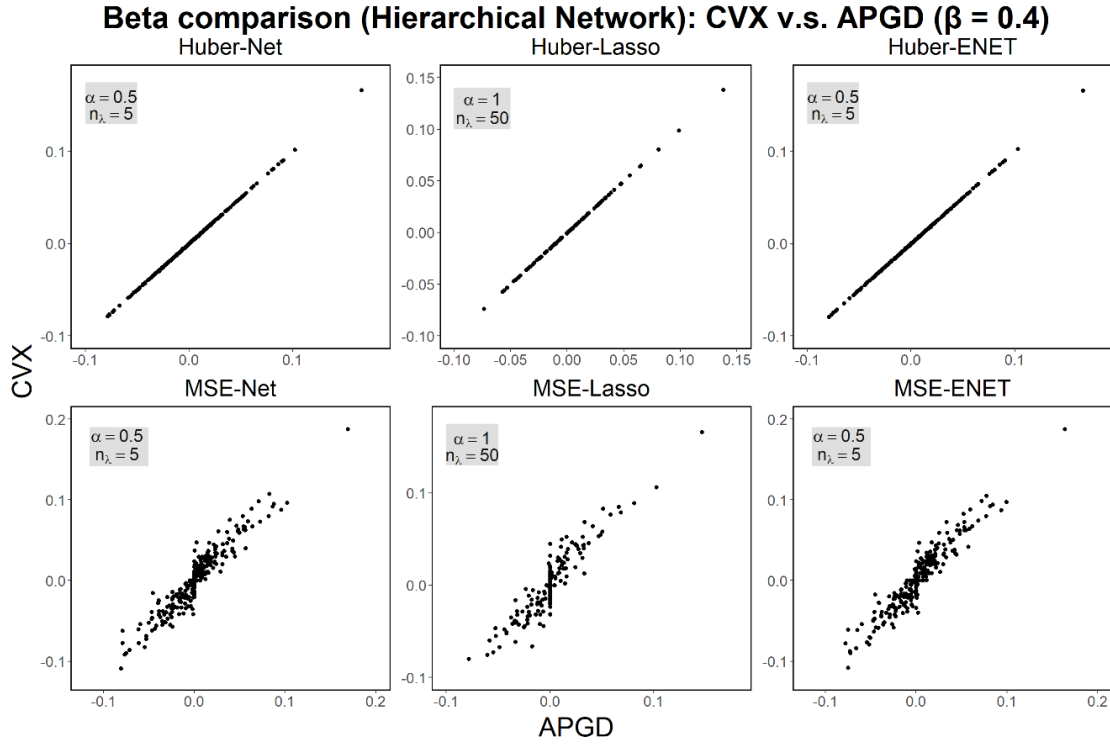 Beta comparison (Hierarchical Network): CVX v.s. APGD (β = 0.4)
Huber-Net
Huber-Lasso
Huber-ENET
α = 0.5
nλ = 5
0.1
0.0
-0.1
-0.1
0.0
0.1
α = 1
nλ = 50
0.15
0.10
0.05
0.00
-0.05
-0.10
-0.10
-0.05
0.00
0.05
0.10
0.15
α = 0.5
nλ = 5
0.1
0.0
-0.1
-0.1
0.0
0.1
CVX
MSE-Net
MSE-Lasso
MSE-ENET
α = 0.5
nλ = 5
0.2
0.1
0.0
-0.1
-0.1
0.0
0.1
0.2
α = 1
nλ = 50
0.1
0.0
-0.1
-0.1
0.0
0.1
α = 0.5
nλ = 5
0.2
0.1
0.0
-0.1
-0.1
0.0
0.1
0.2
APGD